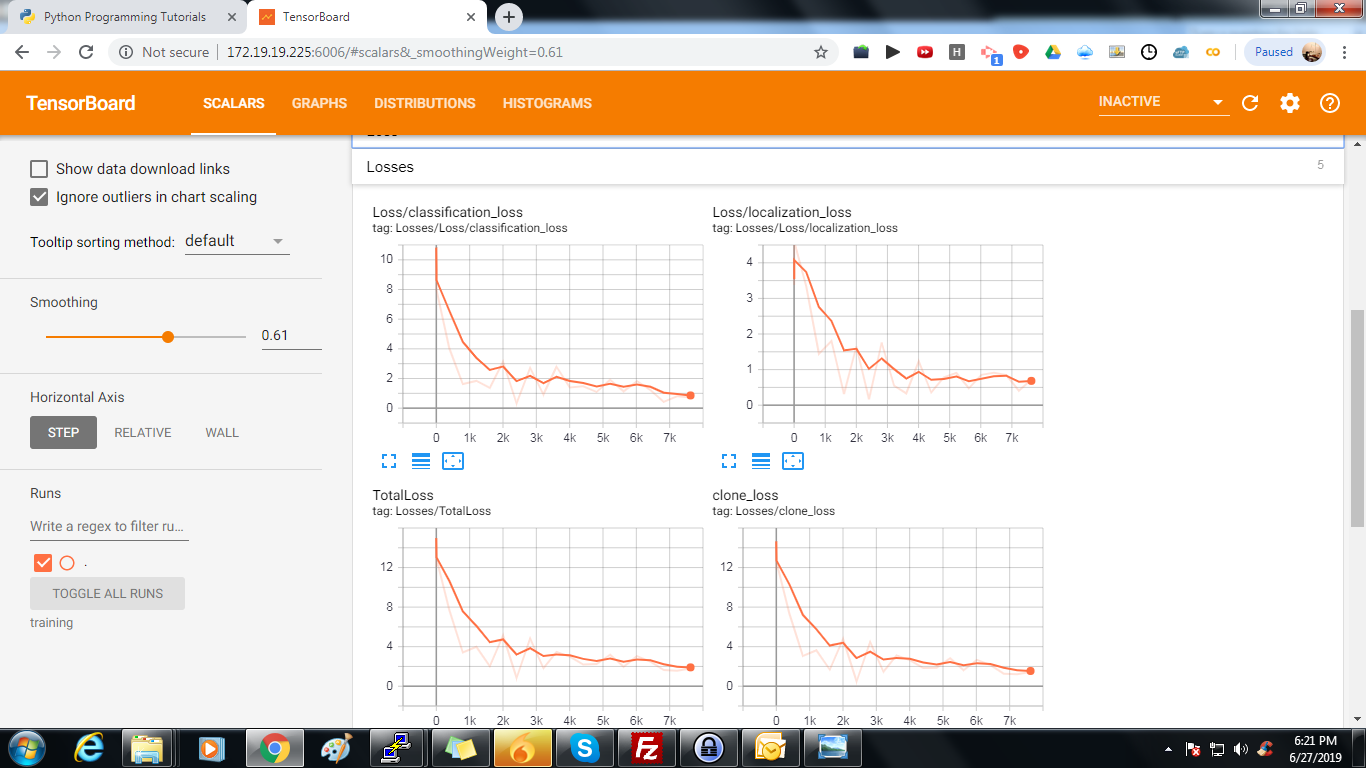 Python Programming Tutorials
TensorBoard
Not secure
172.19.19.225:6006/#scalars&_smoothingWeight=0.61
H
1
Paused
TensorBoard
SCALARS
GRAPHS
DISTRIBUTIONS
HISTOGRAMS
INACTIVE
Show data download links
Ignore outliers in chart scaling
Tooltip sorting method: default
Smoothing
0.61
Horizontal Axis
STEP
RELATIVE
WALL
Runs
Write a regex to filter ru...
.
TOGGLE ALL RUNS
training
Losses
5
Loss/classification_loss
tag: Losses/Loss/classification_loss
10
8
6
4
2
0
0 1k 2k 3k 4k 5k 6k 7k
Loss/localization_loss
tag: Losses/Loss/localization_loss
4
3
2
1
0
0 1k 2k 3k 4k 5k 6k 7k
TotalLoss
tag: Losses/TotalLoss
12
8
4
0
0 1k 2k 3k 4k 5k 6k 7k
clone_loss
tag: Losses/clone_loss
12
8
4
0
0 1k 2k 3k 4k 5k 6k 7k
6:21 PM
6/27/2019